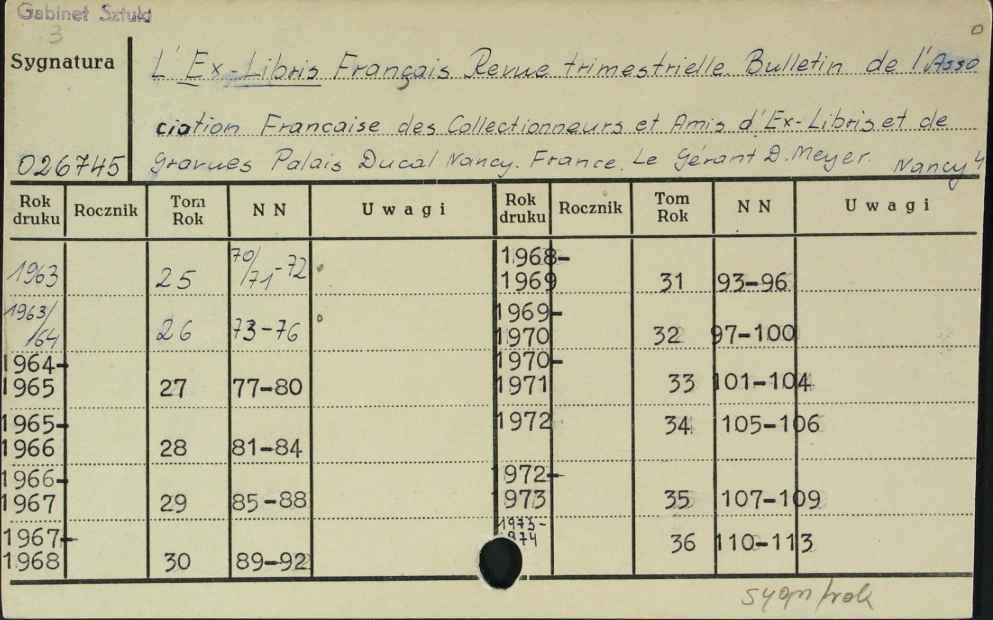 Gabinet Sztuki
3
Sygnatura
026745
L'Ex-Libris Français Revue trimestrielle Bulletin de l'Asso
ciation Francaise des Collectionneurs et Amis d'Ex-Libris et de
Gravues Palais Ducal Nancy. France. Le Gérant D. Meyer. Nancy
Rok druku Rocznik Tom Rok NN Uwagi Rok druku Rocznik Tom Rok NN Uwagi
1963 25 70/71-72
1963/64 26 73-76
1964-1965 27 77-80
1965-1966 28 81-84
1966-1967 29 85-88
1967-1968 30 89-92
1968-1969 31 93-96
1969-1970 32 97-100
1970-1971 33 101-104
1972 34 105-106
1972-1973 35 107-109
1973-1974 36 110-113
sygn/rok